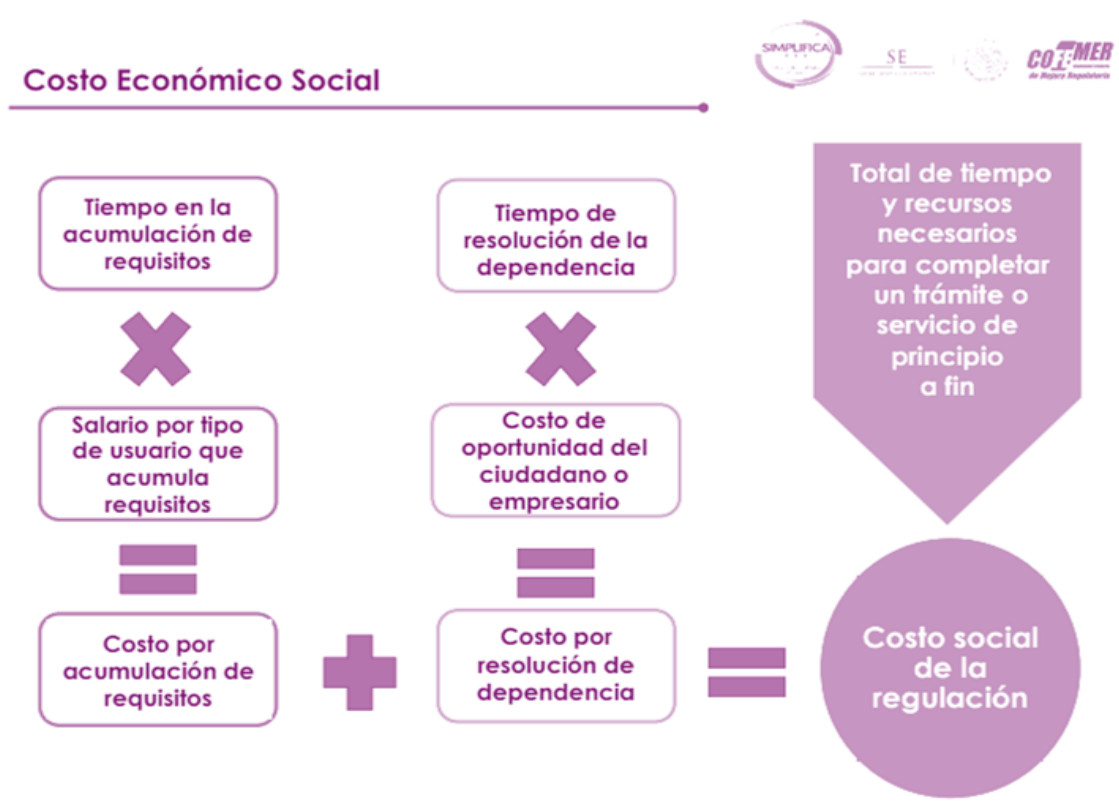 Costo Económico Social
SIMPLIFICA
SE
COFEMER
de Mejora Regulatoria
Tiempo en la
acumulación de
requisitos
Tiempo de
resolución de la
dependencia
Total de tiempo
y recursos
necesarios
para completar
un trámite o
servicio de
principio
a fin
Salario por tipo
de usuario que
acumula
requisitos
Costo de
oportunidad del
ciudadano o
empresario
Costo por
acumulación de
requisitos
Costo por
resolución de
dependencia
Costo social
de la
regulación